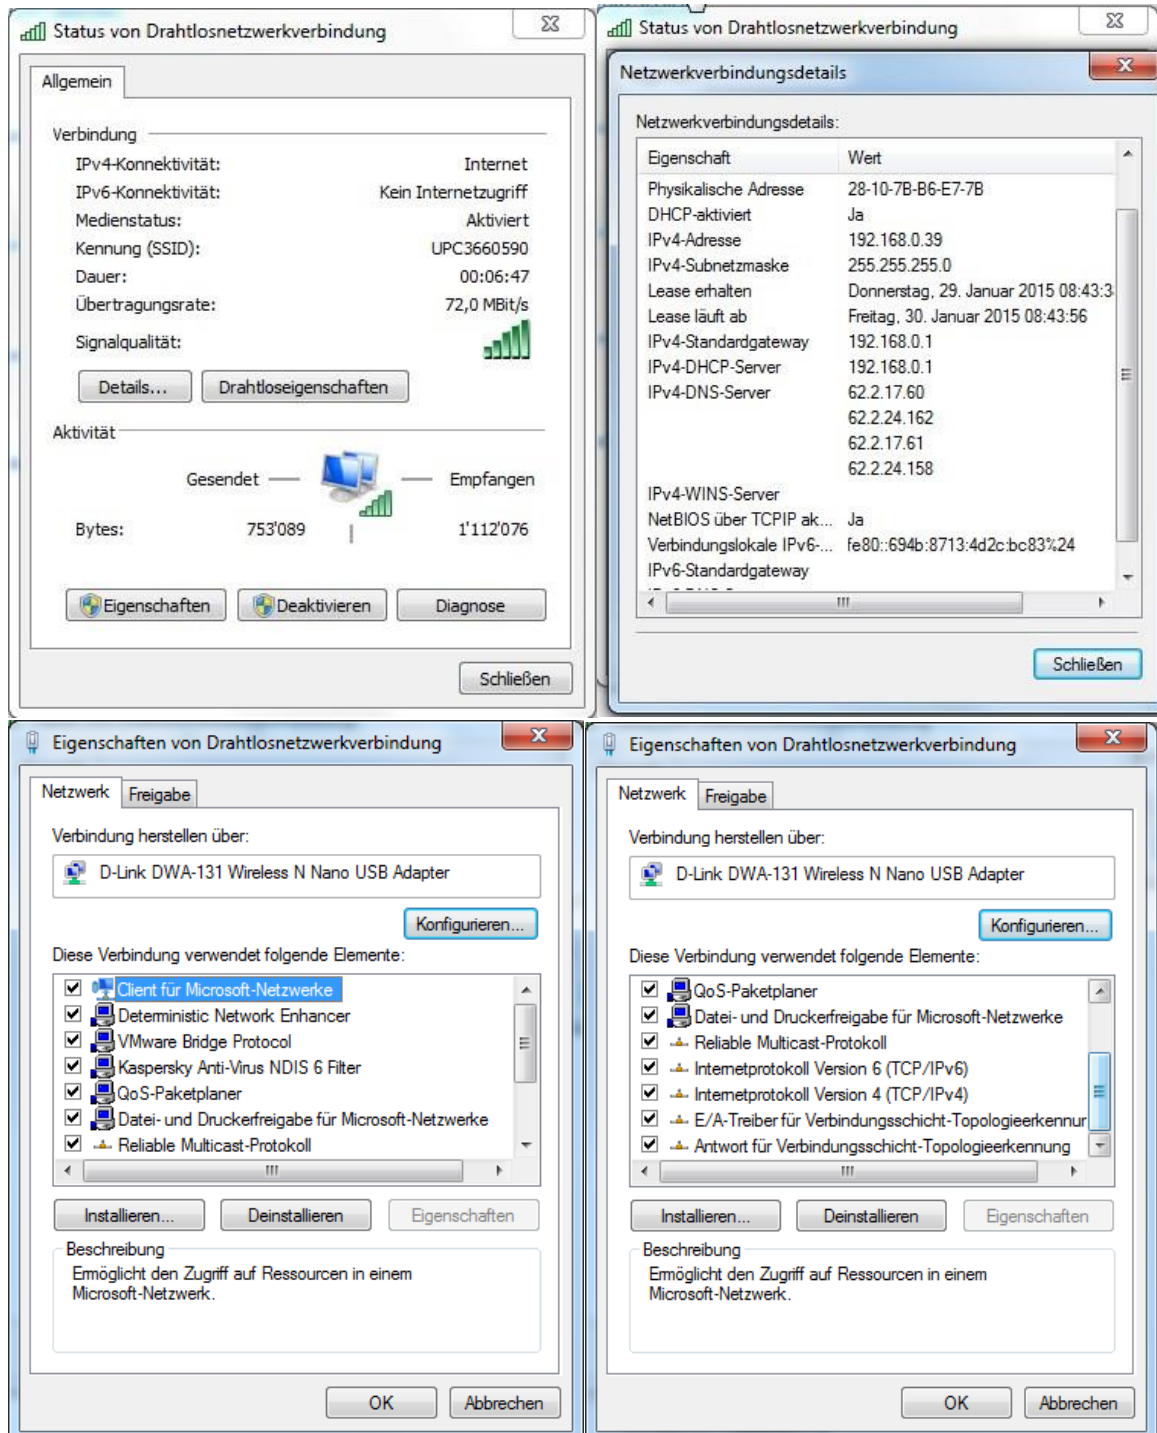 Status von Drahtlosnetzwerkverbindung
Allgemein
Verbindung
IPv4-Konnektivität: Internet
IPv6-Konnektivität: Kein Internetzugriff
Medienstatus: Aktiviert
Kennung (SSID): UPC3660590
Dauer: 00:06:47
Übertragungsrate: 72,0 MBit/s
Signalqualität:
Details... Drahtloseigenschaften
Aktivität
Gesendet Empfangen
Bytes: 753'089 1'112'076
Eigenschaften Deaktivieren Diagnose
Schließen
Status von Drahtlosnetzwerkverbindung
Netzwerkverbindungsdetails
Netzwerkverbindungsdetails:
Eigenschaft Wert
Physikalische Adresse 28-10-7B-B6-E7-7B
DHCP-aktiviert Ja
IPv4-Adresse 192.168.0.39
IPv4-Subnetzmaske 255.255.255.0
Lease erhalten Donnerstag, 29. Januar 2015 08:43:3
Lease läuft ab Freitag, 30. Januar 2015 08:43:56
IPv4-Standardgateway 192.168.0.1
IPv4-DHCP-Server 192.168.0.1
IPv4-DNS-Server 62.2.17.60
62.2.24.162
62.2.17.61
62.2.24.158
IPv4-WINS-Server
NetBIOS über TCPIP ak... Ja
Verbindungslokale IPv6-... fe80::694b:8713:4d2c:bc83%24
IPv6-Standardgateway
Schließen
Eigenschaften von Drahtlosnetzwerkverbindung
Netzwerk Freigabe
Verbindung herstellen über:
D-Link DWA-131 Wireless N Nano USB Adapter
Konfigurieren...
Diese Verbindung verwendet folgende Elemente:
Client für Microsoft-Netzwerke
Deterministic Network Enhancer
VMware Bridge Protocol
Kaspersky Anti-Virus NDIS 6 Filter
QoS-Paketplaner
Datei- und Druckerfreigabe für Microsoft-Netzwerke
Reliable Multicast-Protokoll
Installieren... Deinstallieren Eigenschaften
Beschreibung
Ermöglicht den Zugriff auf Ressourcen in einem
Microsoft-Netzwerk.
OK Abbrechen
Eigenschaften von Drahtlosnetzwerkverbindung
Netzwerk Freigabe
Verbindung herstellen über:
D-Link DWA-131 Wireless N Nano USB Adapter
Konfigurieren...
Diese Verbindung verwendet folgende Elemente:
QoS-Paketplaner
Datei- und Druckerfreigabe für Microsoft-Netzwerke
Reliable Multicast-Protokoll
Internetprotokoll Version 6 (TCP/IPv6)
Internetprotokoll Version 4 (TCP/IPv4)
E/A-Treiber für Verbindungsschicht-Topologieerkennur
Antwort für Verbindungsschicht-Topologieerkennung
Installieren... Deinstallieren Eigenschaften
Beschreibung
Ermöglicht den Zugriff auf Ressourcen in einem
Microsoft-Netzwerk.
OK Abbrechen